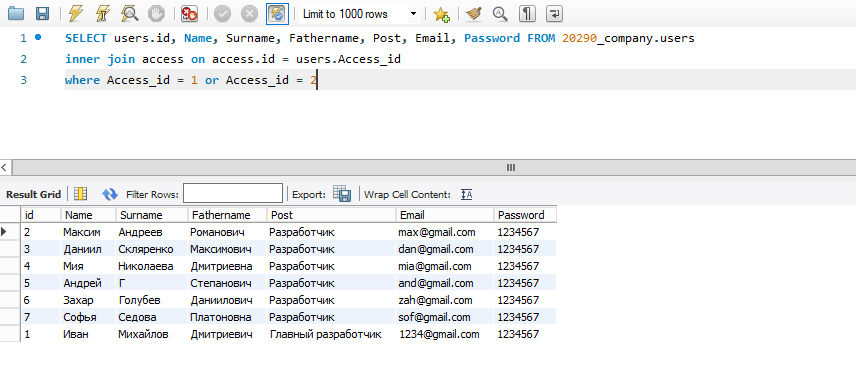 Limit to 1000 rows
1 SELECT users.id, Name, Surname, Fathername, Post, Email, Password FROM 20290_company.users
2 inner join access on access.id = users.Access_id
3 where Access_id = 1 or Access_id = 2
Result Grid Filter Rows: Export: Wrap Cell Content: IA
id Name Surname Fathername Post Email Password
2 Максим Андреев Романович Разработчик max@gmail.com 1234567
3 Даниил Скляренко Максимович Разработчик dan@gmail.com 1234567
4 Мия Николаева Дмитриевна Разработчик mia@gmail.com 1234567
5 Андрей Г Степанович Разработчик and@gmail.com 1234567
6 Захар Голубев Даниилович Разработчик zah@gmail.com 1234567
7 Софья Седова Платоновна Разработчик sof@gmail.com 1234567
1 Иван Михайлов Дмитриевич Главный разработчик 1234@gmail.com 1234567